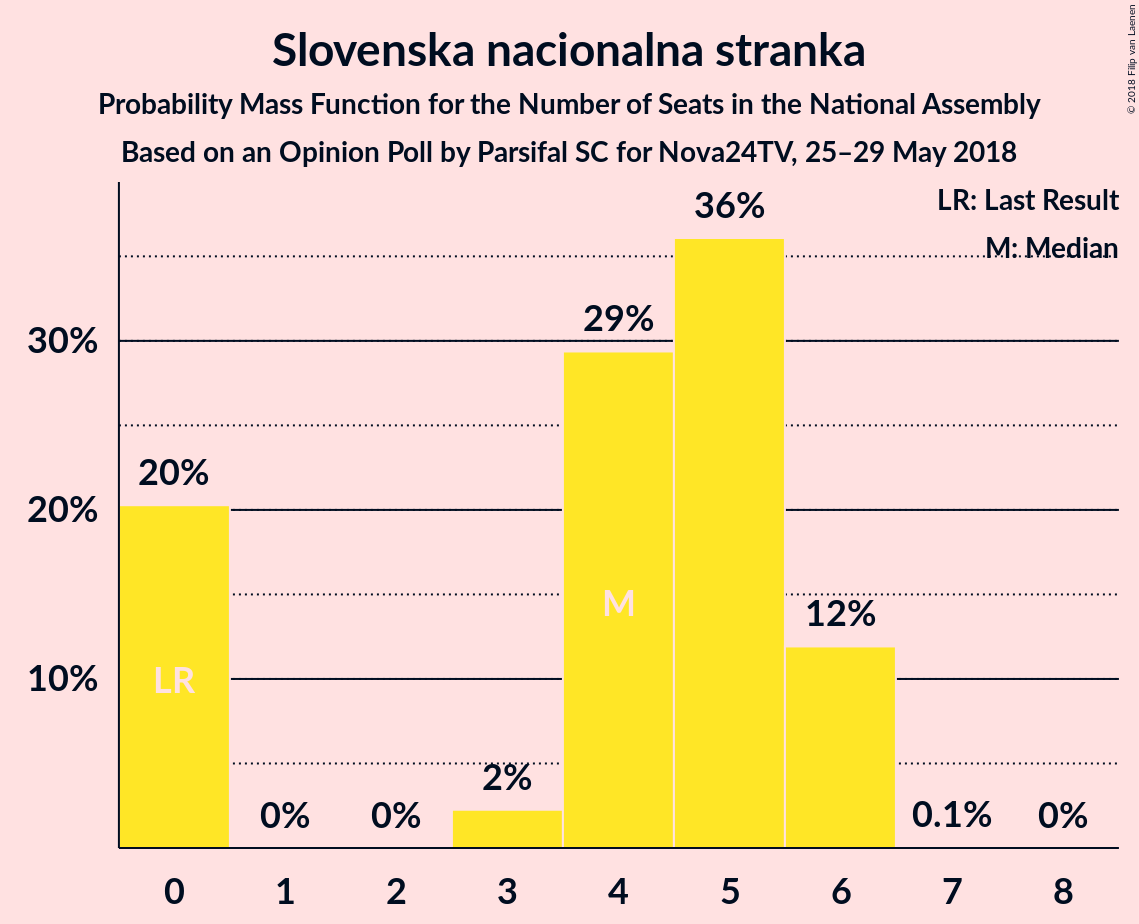 Slovenska nacionalna stranka
Probability Mass Function for the Number of Seats in the National Assembly
Based on an Opinion Poll by Parsifal SC for Nova24TV, 25–29 May 2018
© 2018 Filip van Laenen
LR: Last Result
M: Median
36%
29%
30%
20%
20%
M
12%
LR
10%
2%
0%
0%
0.1%
0%
0 1 2 3 4 5 6 7 8